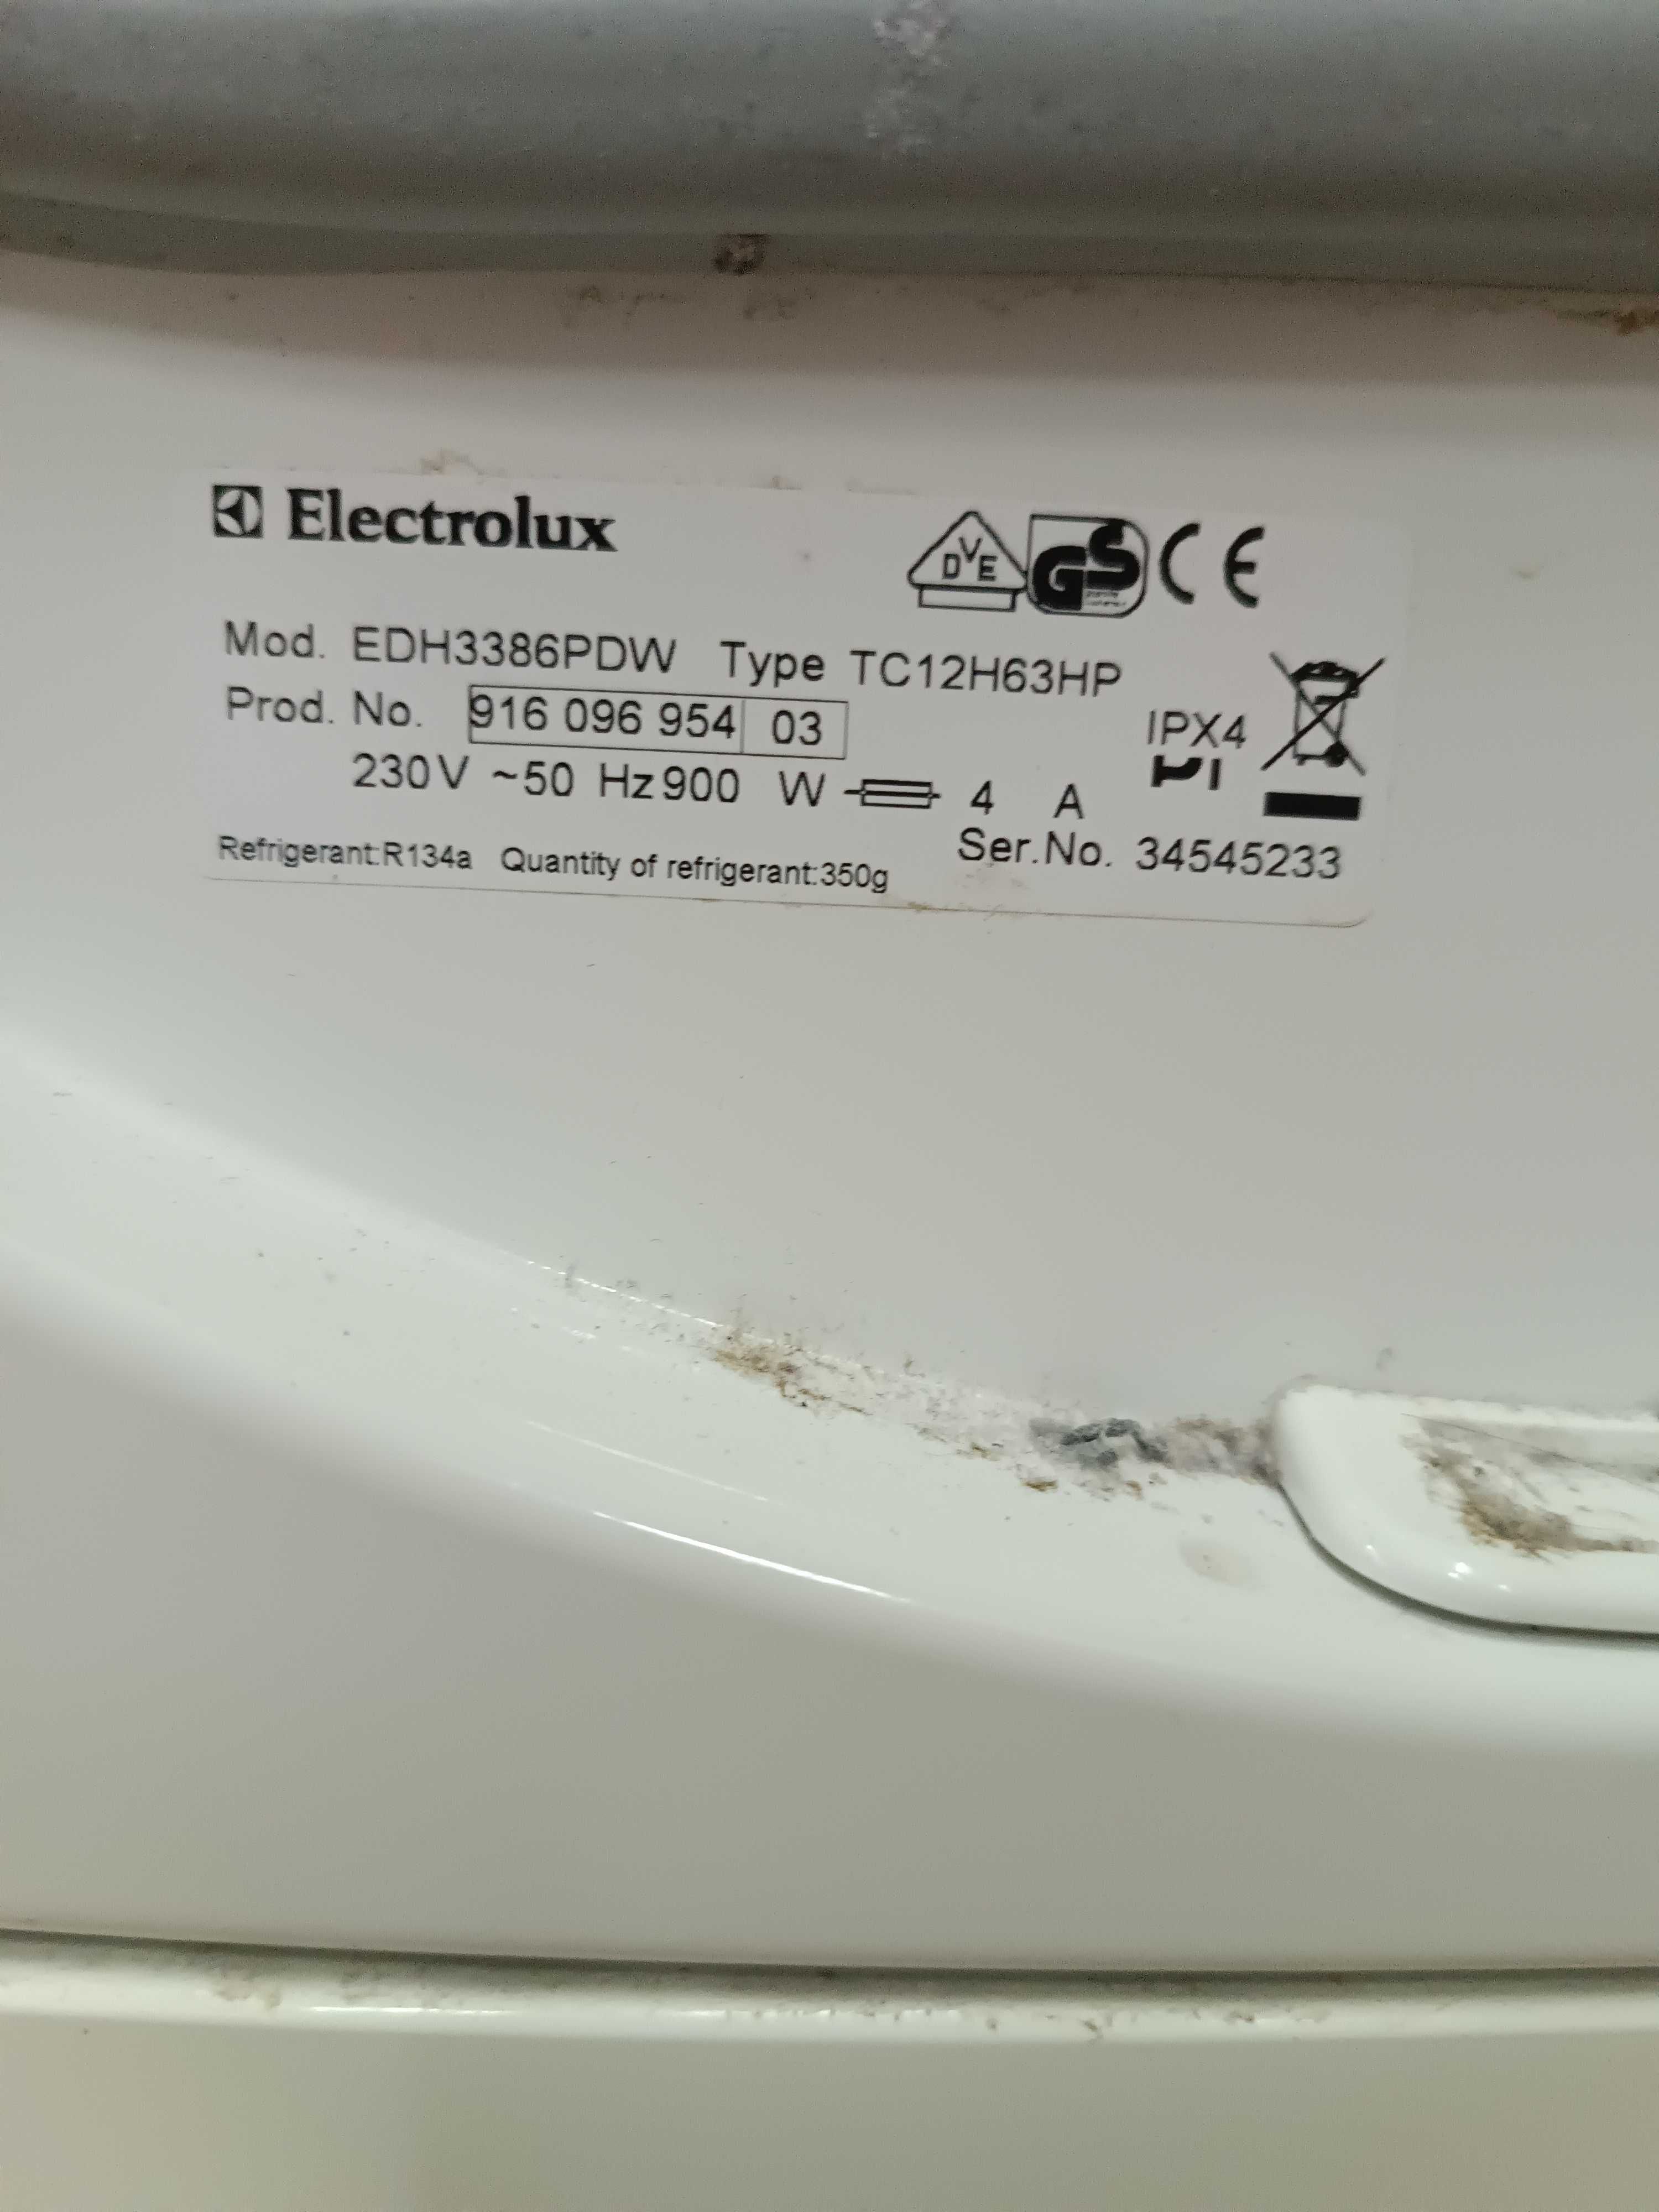 Electrolux
DVE GS CE
Mod. EDH3386PDW Type TC12H63HP
Prod. No. 916 096 954 03
IPX4
230V ~50 Hz 900 W 4 A
Refrigerant:R134a Quantity of refrigerant:350g Ser.No. 34545233